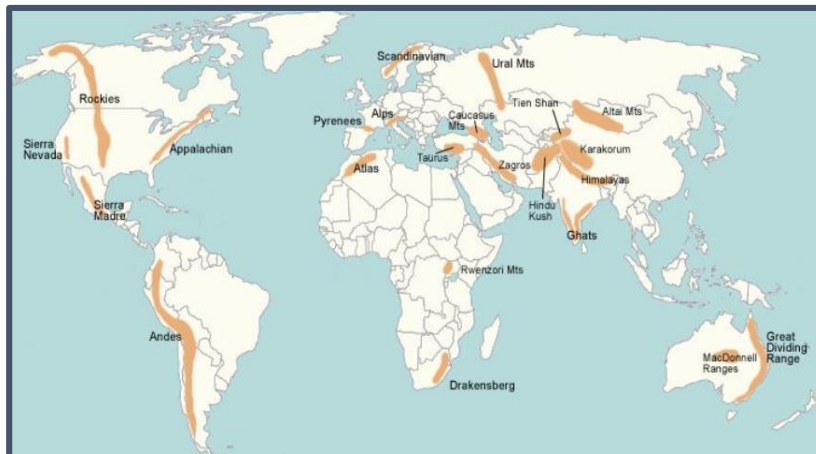 Scandinavian
Ural Mts
Rockies
Tien Shan
Altai Mts
Alps
Caucasus
Mts
Pyrenees
Sierra
Nevada
Appalachian
Karakorum
Taurus
Zagros
Atlas
Himalayas
Sierra
Madre
Hindu
Kush
Ghats
Rwenzori Mts
Andes
Great
Dividing
Range
MacDonnell
Ranges
Drakensberg